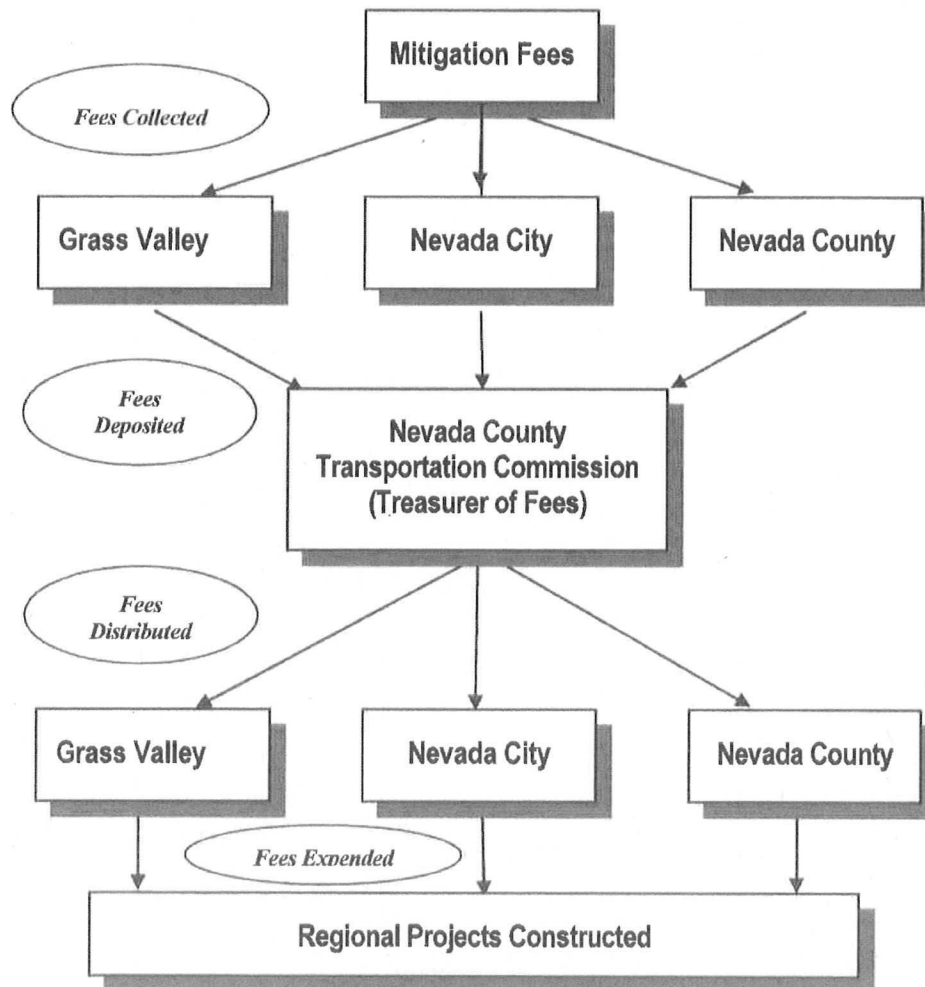 Mitigation Fees
Fees Collected
Grass Valley
Nevada City
Nevada County
Fees
Deposited
Nevada County
Transportation Commission
(Treasurer of Fees)
Fees
Distributed
Grass Valley
Nevada City
Nevada County
Fees Expended
Regional Projects Constructed